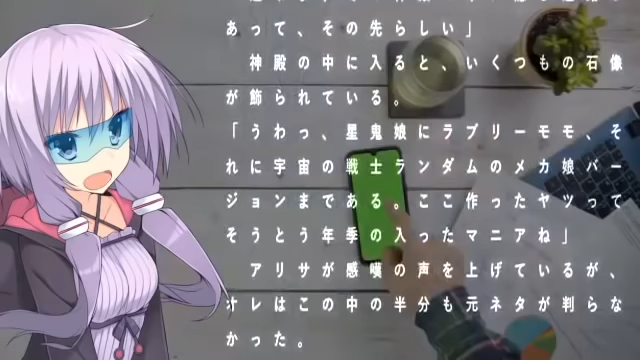 あって、その先らしい」
神殿の中に入ると、いくつもの石像
が飾られている。
「うわっ、星鬼娘にラブリーモモ、そ
れに宇宙の戦士ランダムのメカ娘バー
ジョンまである。ここ作ったヤツって
そうとう年季の入ったマニアね」
アリサが感嘆の声を上げているが、
オレはこの中の半分も元ネタが判らな
かった。